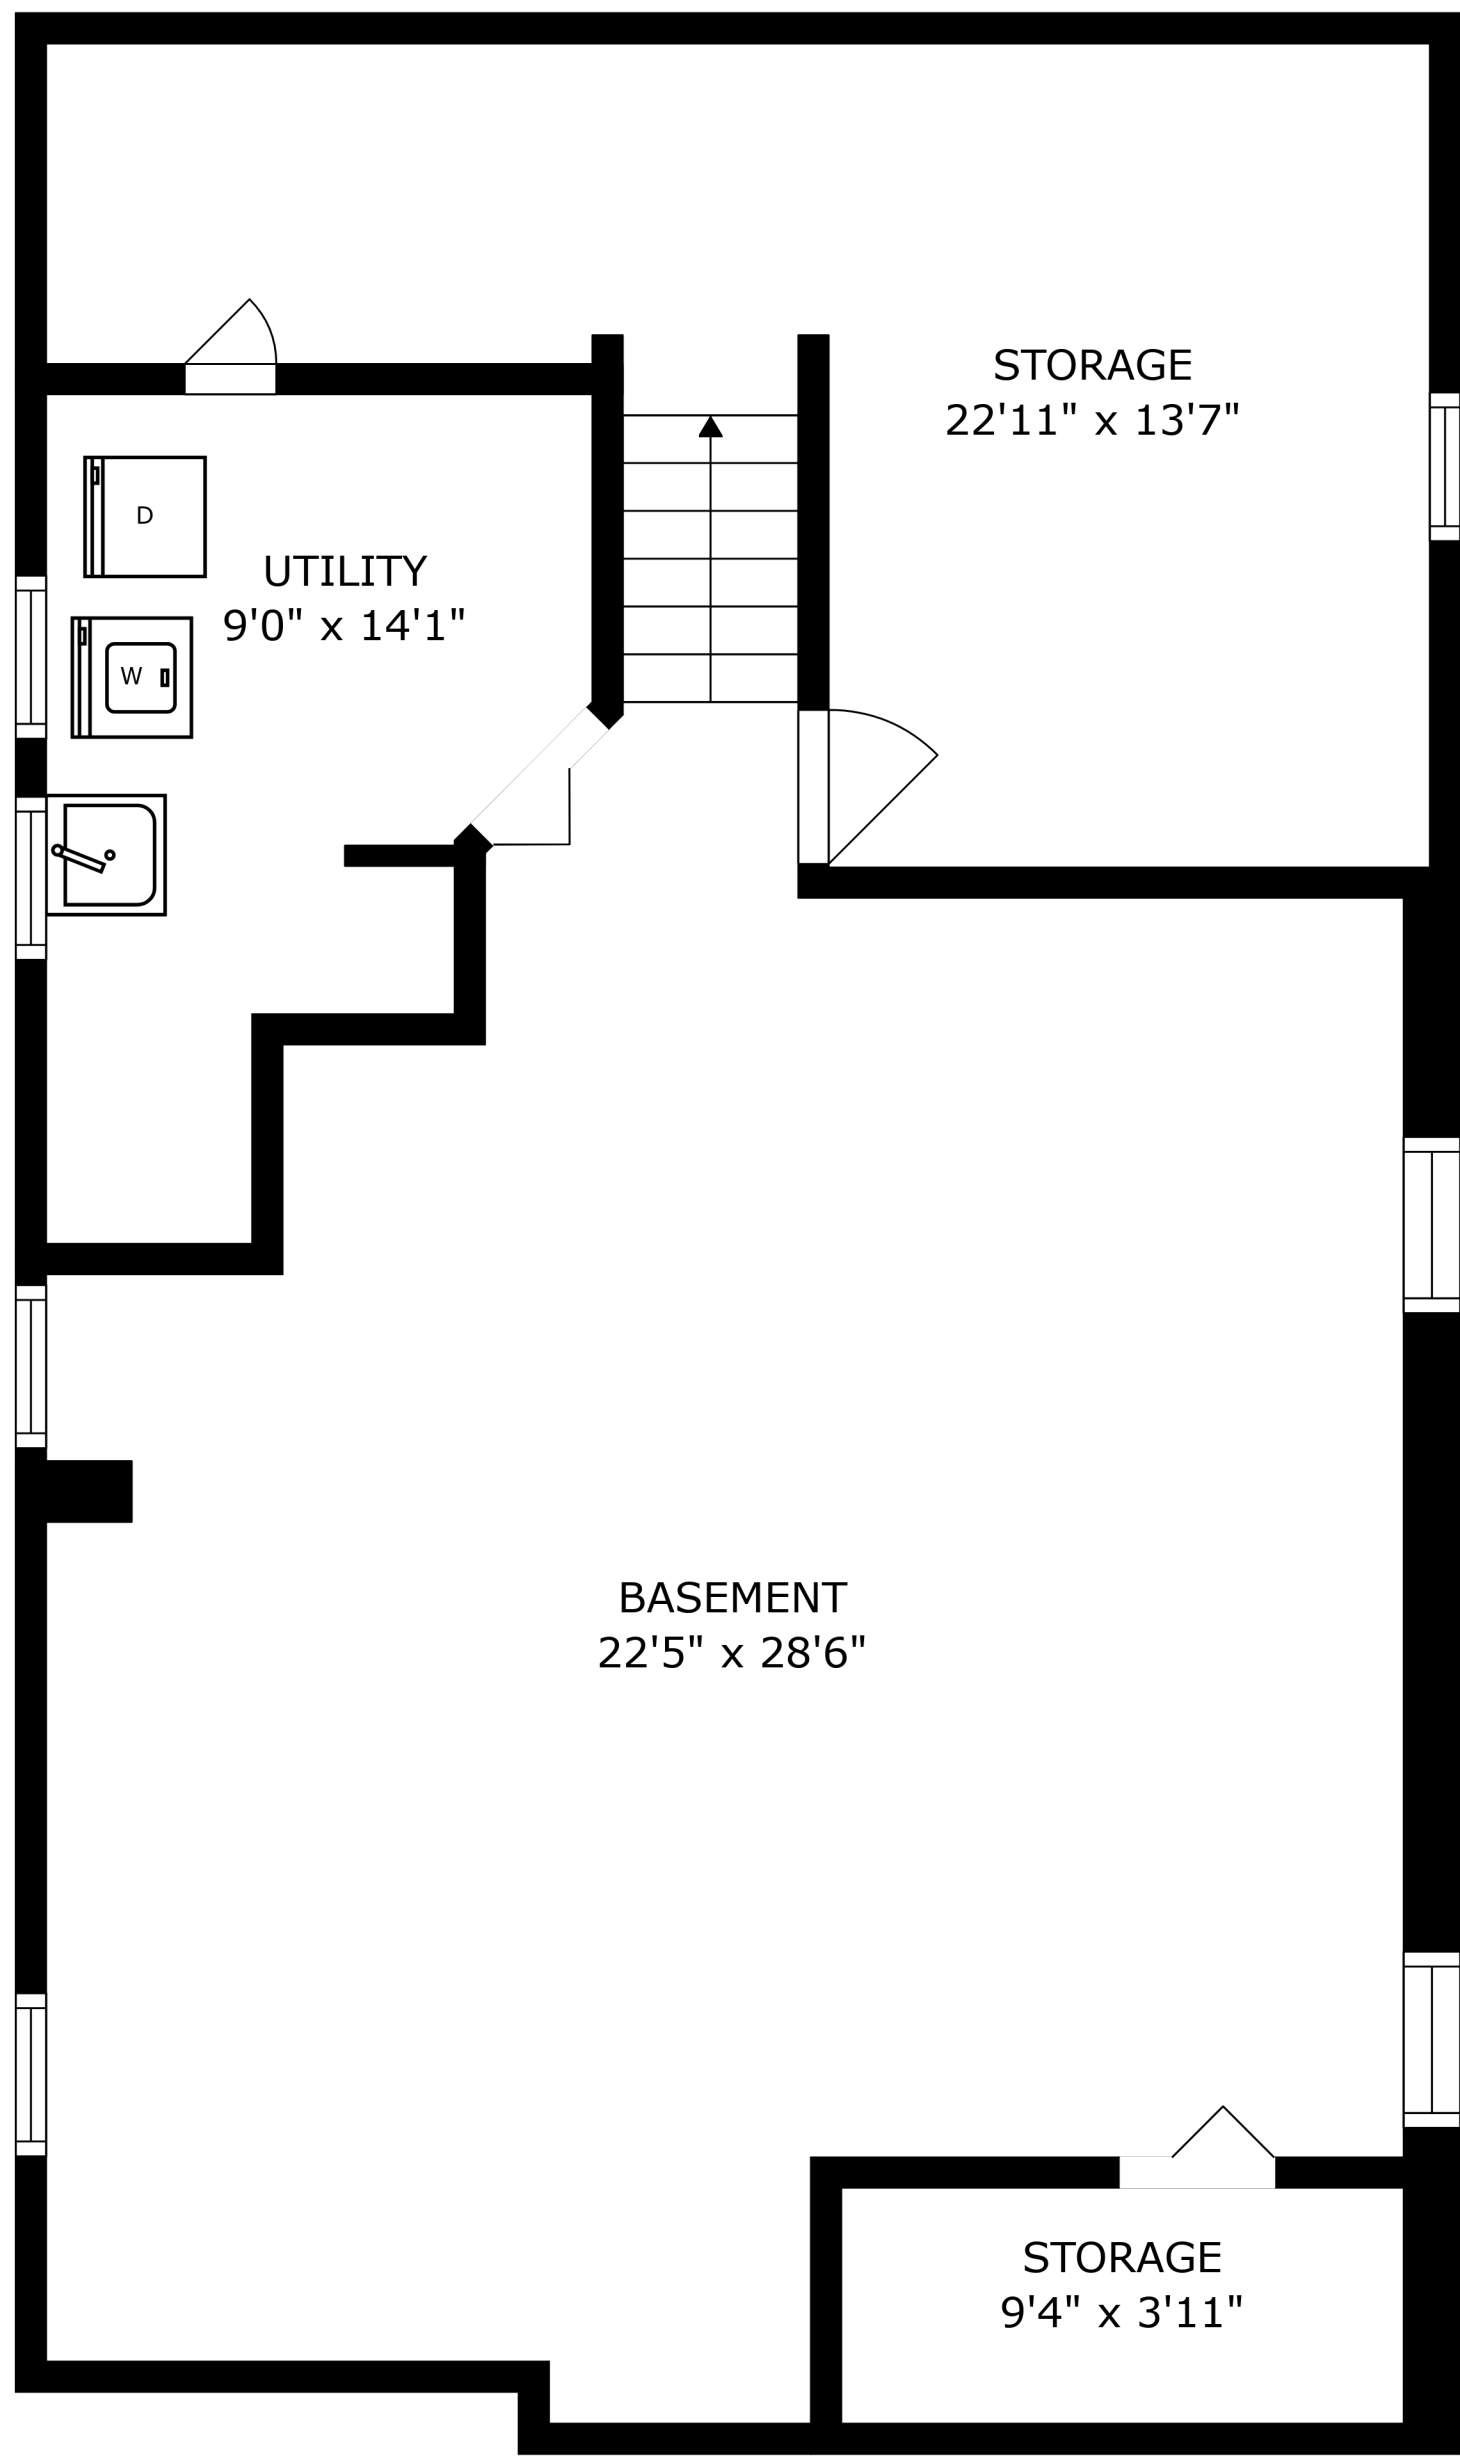 STORAGE
22'11" x 13'7"
D
UTILITY
9'0" x 14'1"
W
BASEMENT
22'5" x 28'6"
STORAGE
9'4" x 3'11"